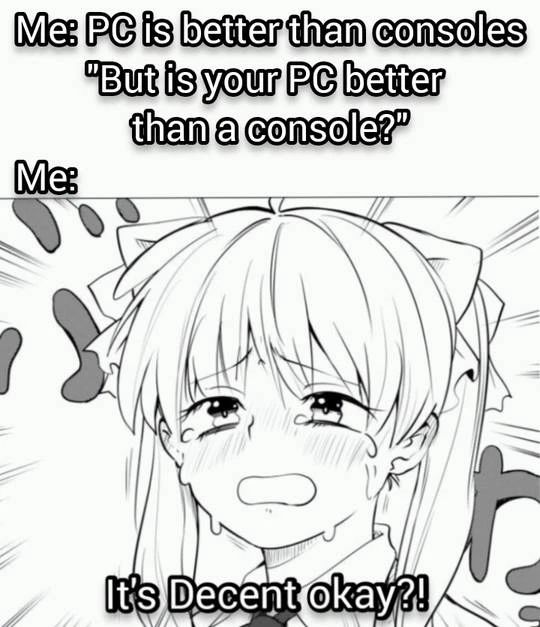 Me: PC is better than consoles
"But is your PC better
than a console?"
Me:
It's Decent okay?!